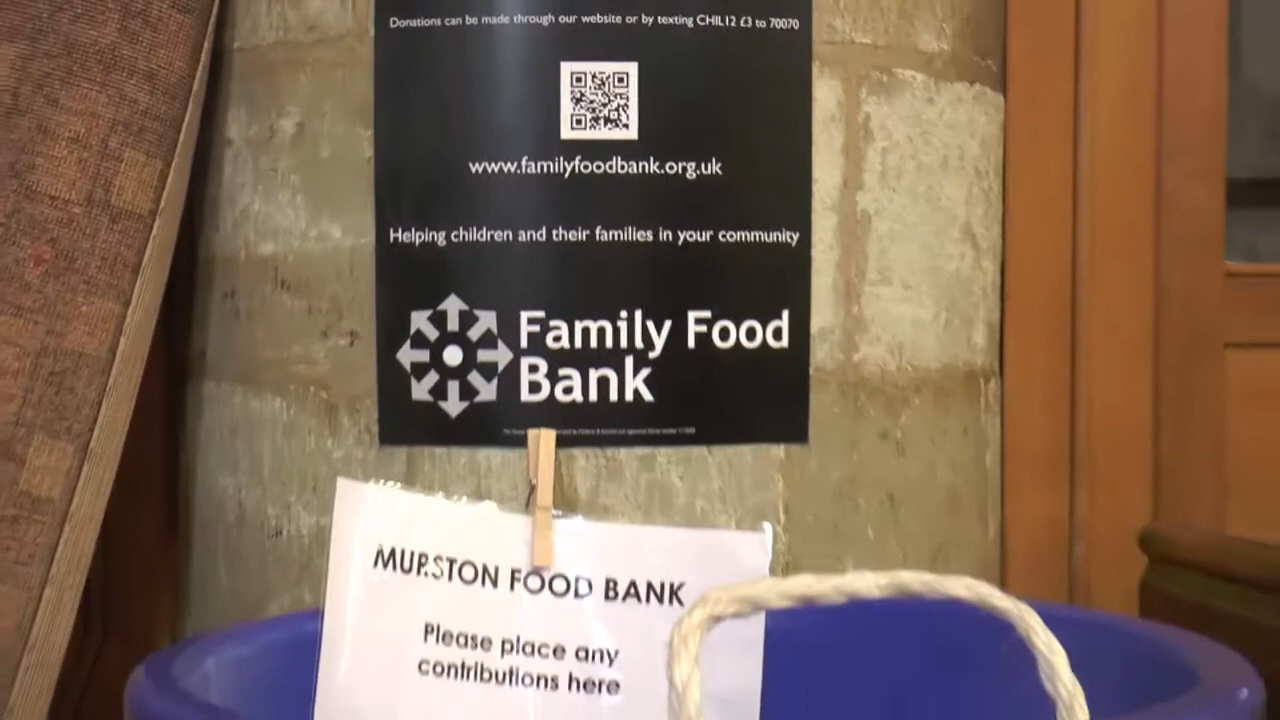 Donations can be made through our website or by texting CHIL12 £3 to 70070
www.familyfoodbank.org.uk
Helping children and their families in your community
Family Food
Bank
MURSTON FOOD BANK
Please place any
contributions here